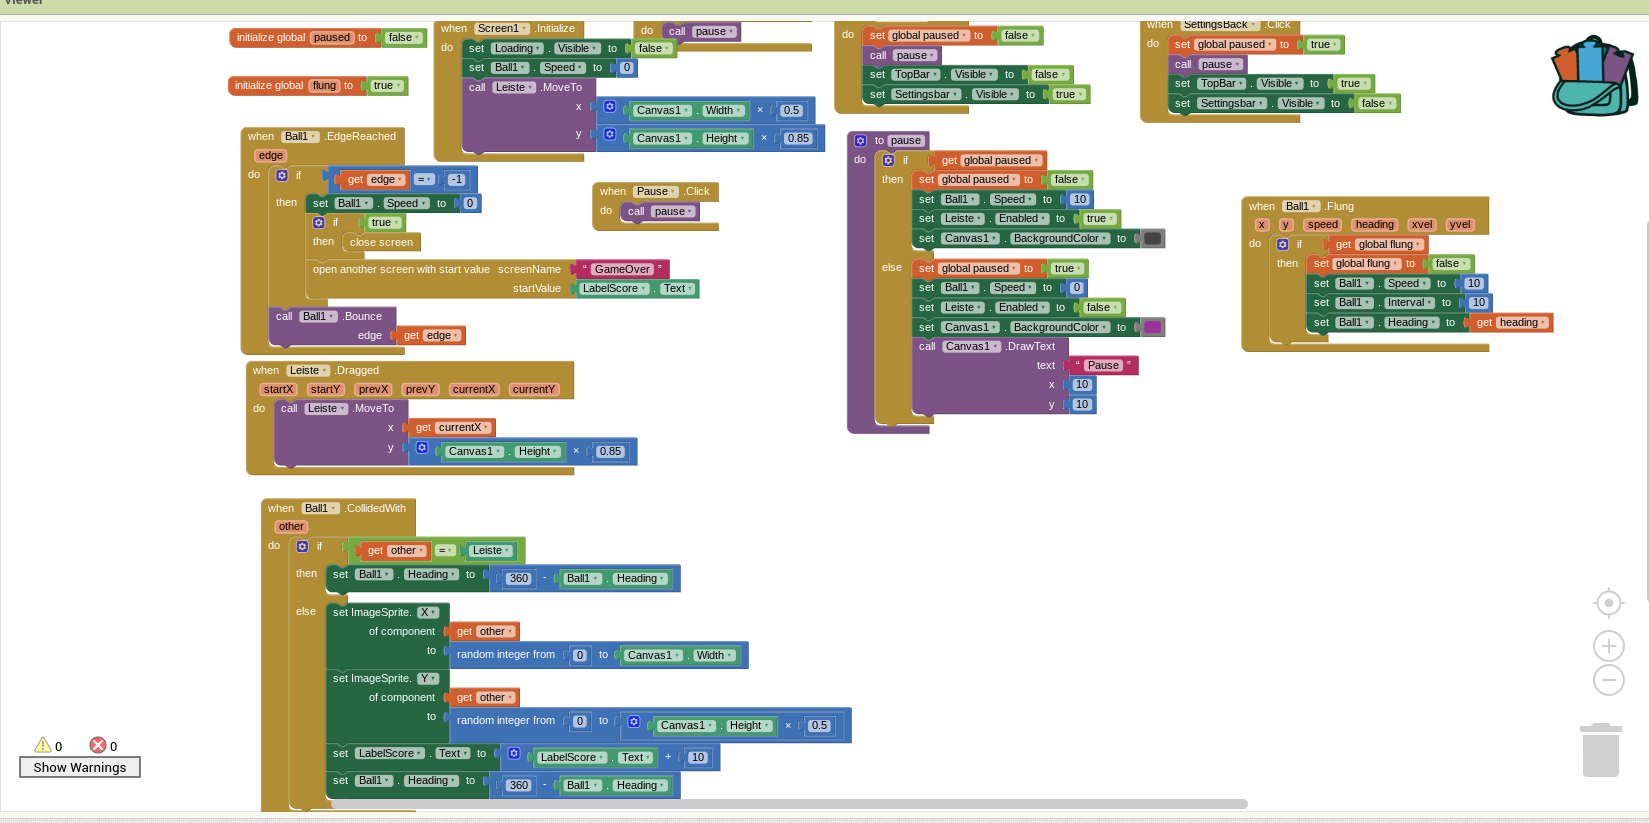 Viewer
initialize global paused to false
initialize global flung to true
when Screen1 .Initialize
do set Loading . Visible to false
set Ball1 . Speed to 0
call Leiste .MoveTo
x Canvas1 . Width × 0.5
y Canvas1 . Height × 0.85
do call pause
do set global paused to false
call pause
set TopBar . Visible to false
set Settingsbar . Visible to true
when SettingsBack .Click
do set global paused to true
call pause
set TopBar . Visible to true
set Settingsbar . Visible to false
when Ball1 .EdgeReached
edge
do if get edge = -1
then set Ball1 . Speed to 0
if true
then close screen
open another screen with start value screenName " GameOver "
startValue LabelScore . Text
call Ball1 .Bounce
edge get edge
when Pause .Click
do call pause
to pause
do if get global paused
then set global paused to false
set Ball1 . Speed to 10
set Leiste . Enabled to true
set Canvas1 . BackgroundColor to
else set global paused to true
set Ball1 . Speed to 0
set Leiste . Enabled to false
set Canvas1 . BackgroundColor to
call Canvas1 .DrawText
text " Pause "
x 10
y 10
when Ball1 .Flung
x y speed heading xvel yvel
do if get global flung
then set global flung to false
set Ball1 . Speed to 10
set Ball1 . Interval to 10
set Ball1 . Heading to get heading
when Leiste .Dragged
startX startY prevX prevY currentX currentY
do call Leiste .MoveTo
x get currentX
y Canvas1 . Height × 0.85
when Ball1 .CollidedWith
other
do if get other = Leiste
then set Ball1 . Heading to 360 - Ball1 . Heading
else set ImageSprite. X
of component get other
to random integer from 0 to Canvas1 . Width
set ImageSprite. Y
of component get other
to random integer from 0 to Canvas1 . Height × 0.5
set LabelScore . Text to LabelScore . Text + 10
set Ball1 . Heading to 360 - Ball1 . Heading
0 0
Show Warnings